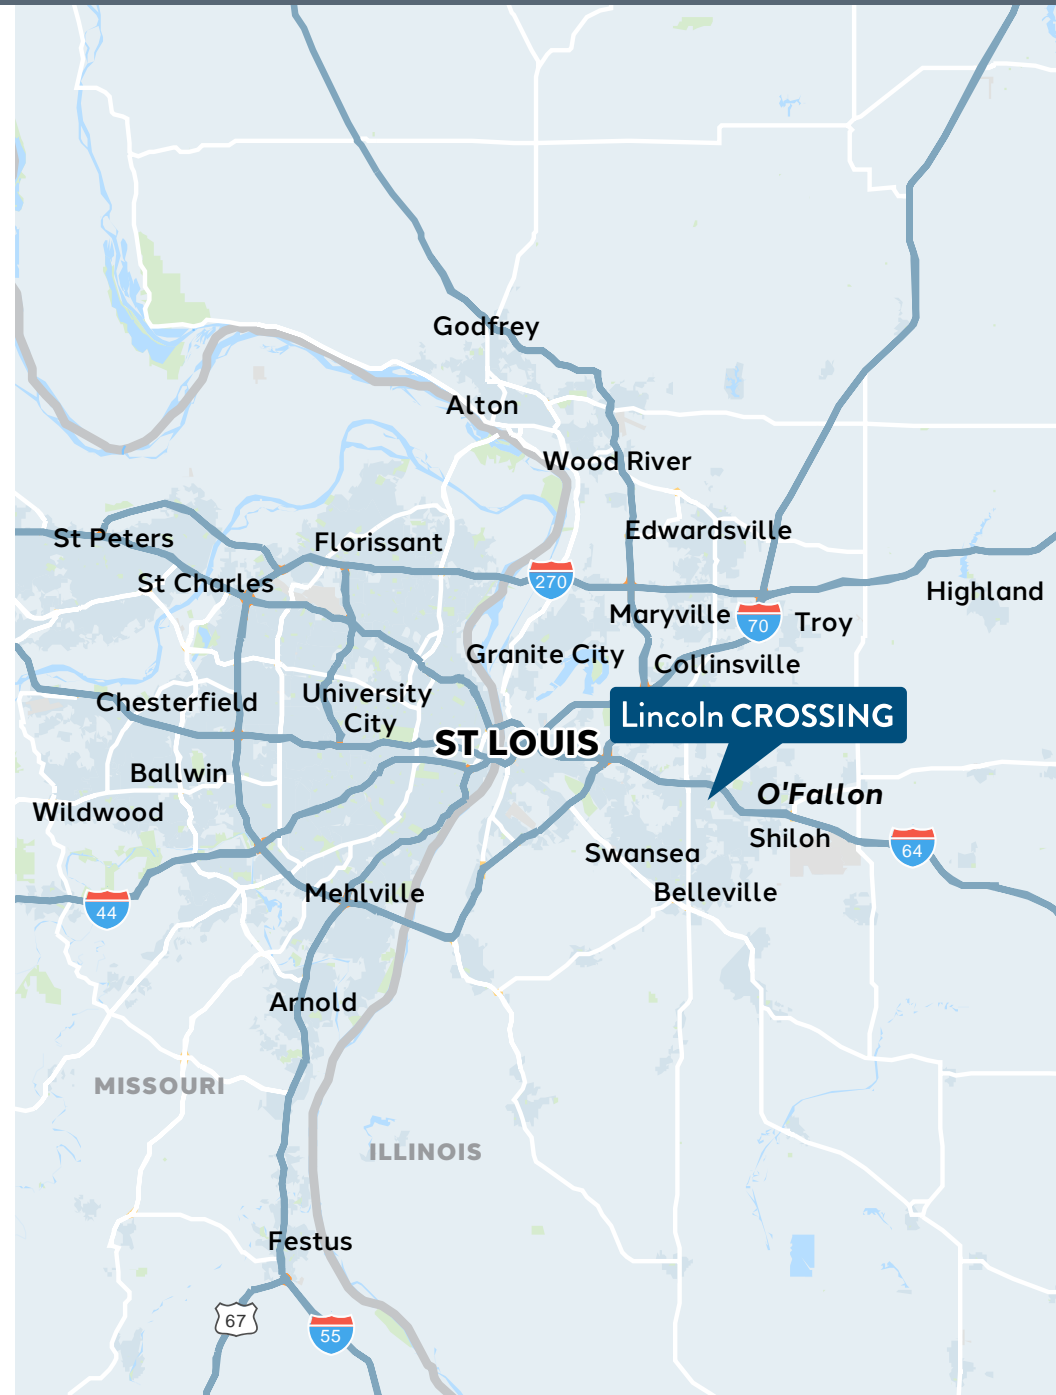 Godfrey
Alton
Wood River
Edwardsville
St Peters
Florissant
St Charles
270
Highland
Maryville
70
Troy
Granite City
Collinsville
University
City
Chesterfield
Lincoln CROSSING
ST LOUIS
Ballwin
O'Fallon
Wildwood
Shiloh
64
Swansea
Mehlville
Belleville
44
Arnold
MISSOURI
ILLINOIS
Festus
67
55